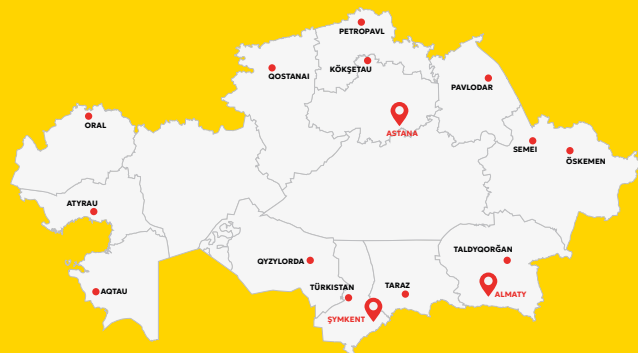 PETROPAVL
QOSTANAI
KÖKŞETAU
PAVLODAR
ORAL
ASTANA
SEMEI
ÖSKEMEN
ATYRAU
TALDYQORĞAN
QYZYLORDA
TÜRKISTAN
TARAZ
AQTAU
ALMATY
ŞYMKENT